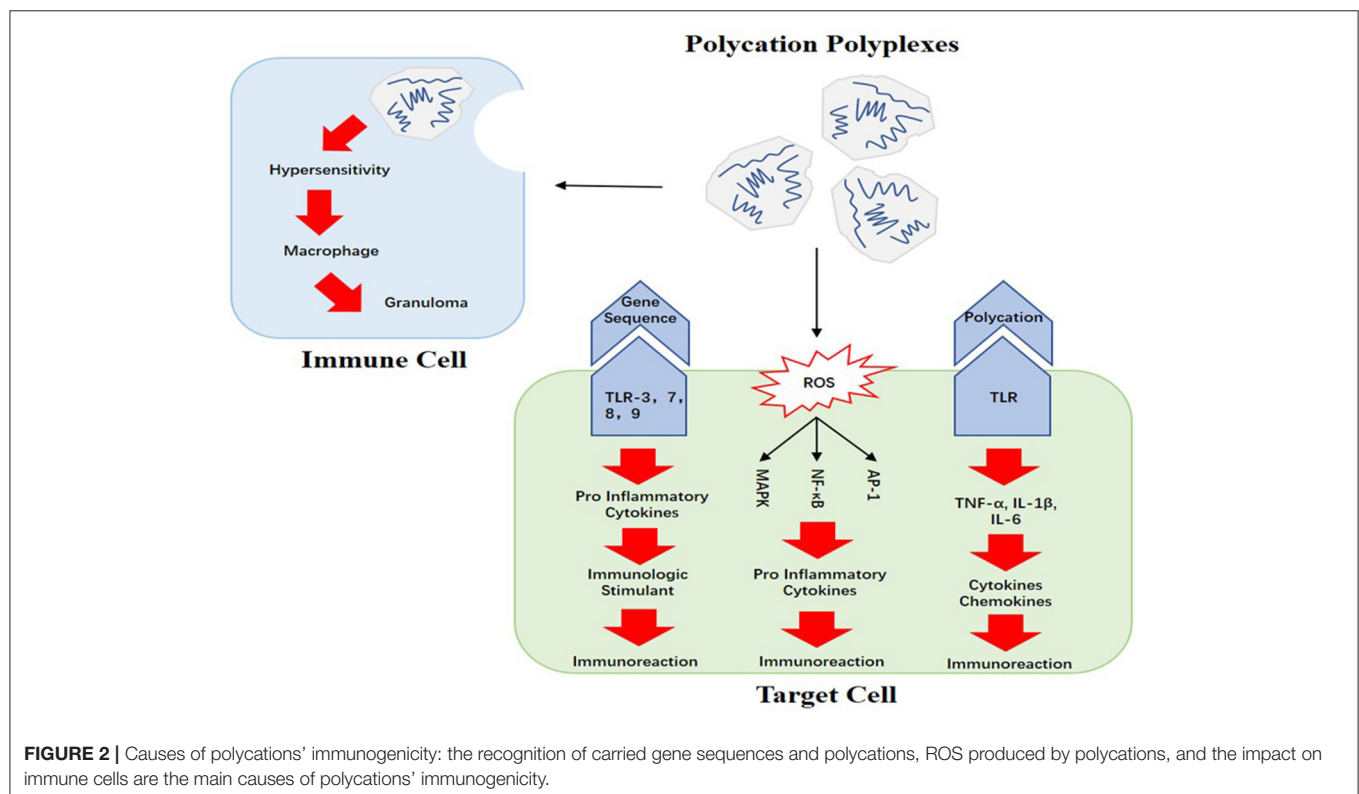 Polycation Polyplexes
Hypersensitivity
Macrophage
Granuloma
Immune Cell
Gene
Sequence
TLR-3, 7,
8, 9
Pro Inflammatory
Cytokines
Immunologic
Stimulant
Immunoreaction
ROS
MAPK
NF-κB
AP-1
Pro Inflammatory
Cytokines
Immunoreaction
Polycation
TLR
TNF-α, IL-1β,
IL-6
Cytokines
Chemokines
Immunoreaction
Target Cell
FIGURE 2 | Causes of polycations' immunogenicity: the recognition of carried gene sequences and polycations, ROS produced by polycations, and the impact on
immune cells are the main causes of polycations' immunogenicity.